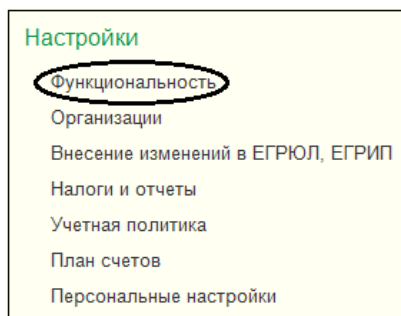 Настройки
Функциональность
Организации
Внесение изменений в ЕГРЮЛ, ЕГРИП
Налоги и отчеты
Учетная политика
План счетов
Персональные настройки